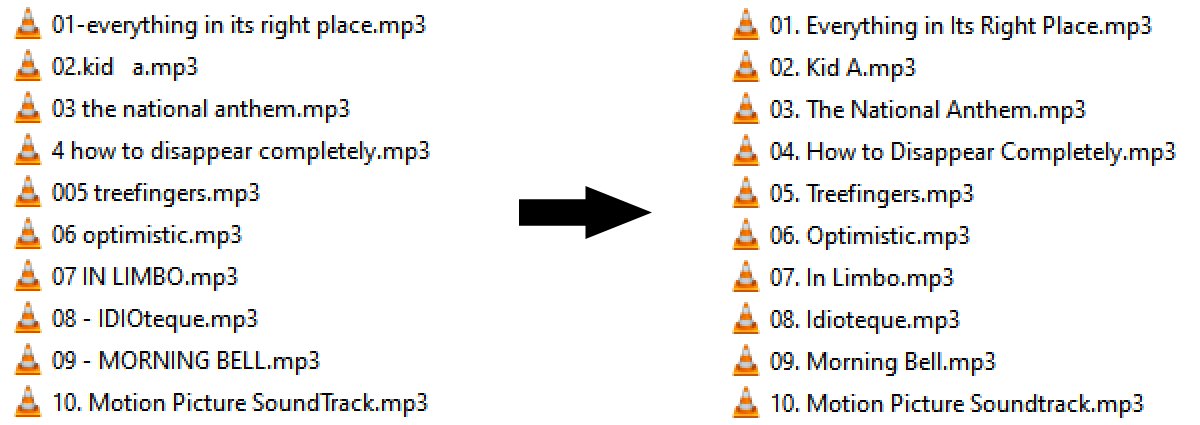 01-everything in its right place.mp3
02.kid   a.mp3
03 the national anthem.mp3
4 how to disappear completely.mp3
005 treefingers.mp3
06 optimistic.mp3
07 IN LIMBO.mp3
08 - IDIOteque.mp3
09 - MORNING BELL.mp3
10. Motion Picture SoundTrack.mp3
01. Everything in Its Right Place.mp3
02. Kid A.mp3
03. The National Anthem.mp3
04. How to Disappear Completely.mp3
05. Treefingers.mp3
06. Optimistic.mp3
07. In Limbo.mp3
08. Idioteque.mp3
09. Morning Bell.mp3
10. Motion Picture Soundtrack.mp3